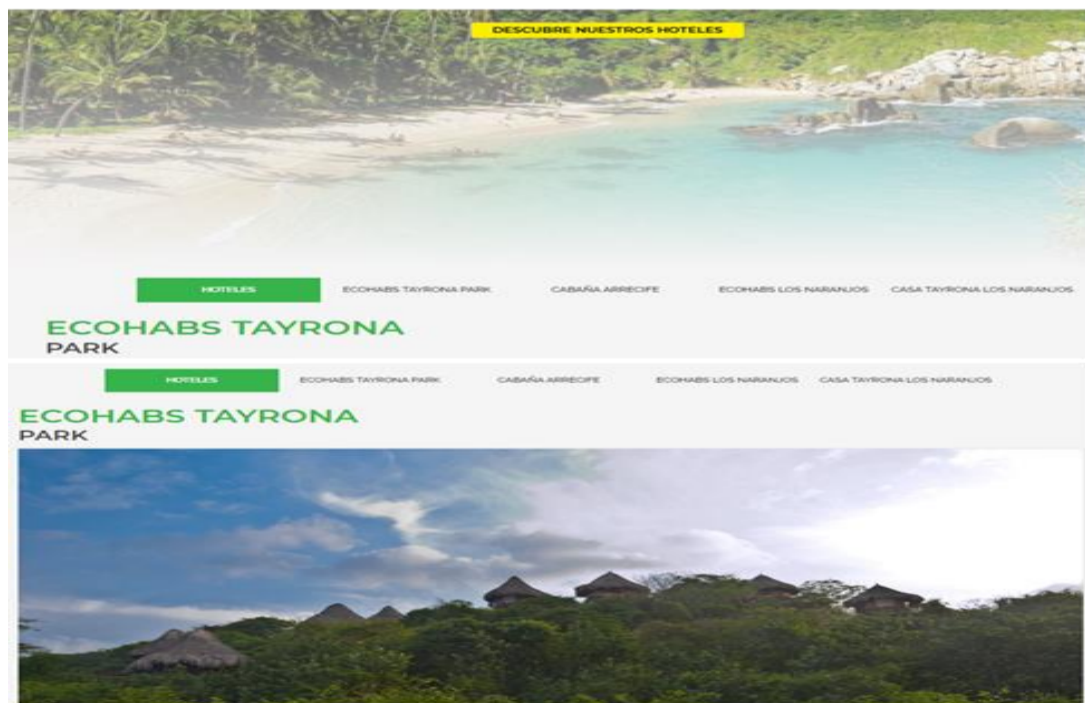 DESCUBRE NUESTROS HOTELES
HOTELES ECOHABS TAYRONA PARK CABAÑA ARRECIFE ECOHABS LOS NARANJOS CASA TAYRONA LOS NARANJOS
ECOHABS TAYRONA
PARK
HOTELES ECOHABS TAYRONA PARK CABAÑA ARRECIFE ECOHABS LOS NARANJOS CASA TAYRONA LOS NARANJOS
ECOHABS TAYRONA
PARK